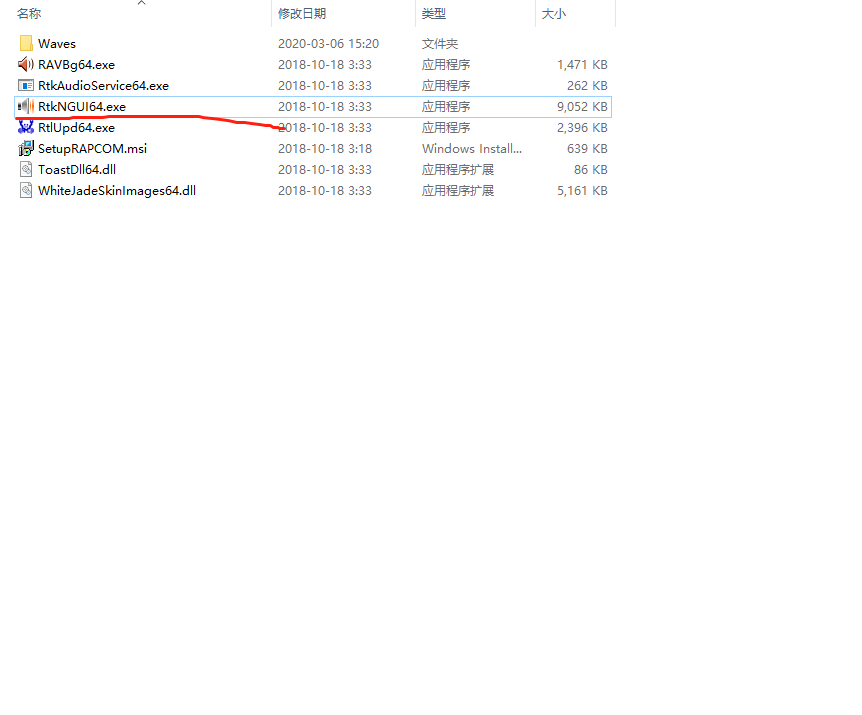 名称 修改日期 类型 大小
Waves 2020-03-06 15:20 文件夹
RAVBg64.exe 2018-10-18 3:33 应用程序 1,471 KB
RtkAudioService64.exe 2018-10-18 3:33 应用程序 262 KB
RtkNGUI64.exe 2018-10-18 3:33 应用程序 9,052 KB
RtlUpd64.exe 2018-10-18 3:33 应用程序 2,396 KB
SetupRAPCOM.msi 2018-10-18 3:18 Windows Install... 639 KB
ToastDll64.dll 2018-10-18 3:33 应用程序扩展 86 KB
WhiteJadeSkinImages64.dll 2018-10-18 3:33 应用程序扩展 5,161 KB